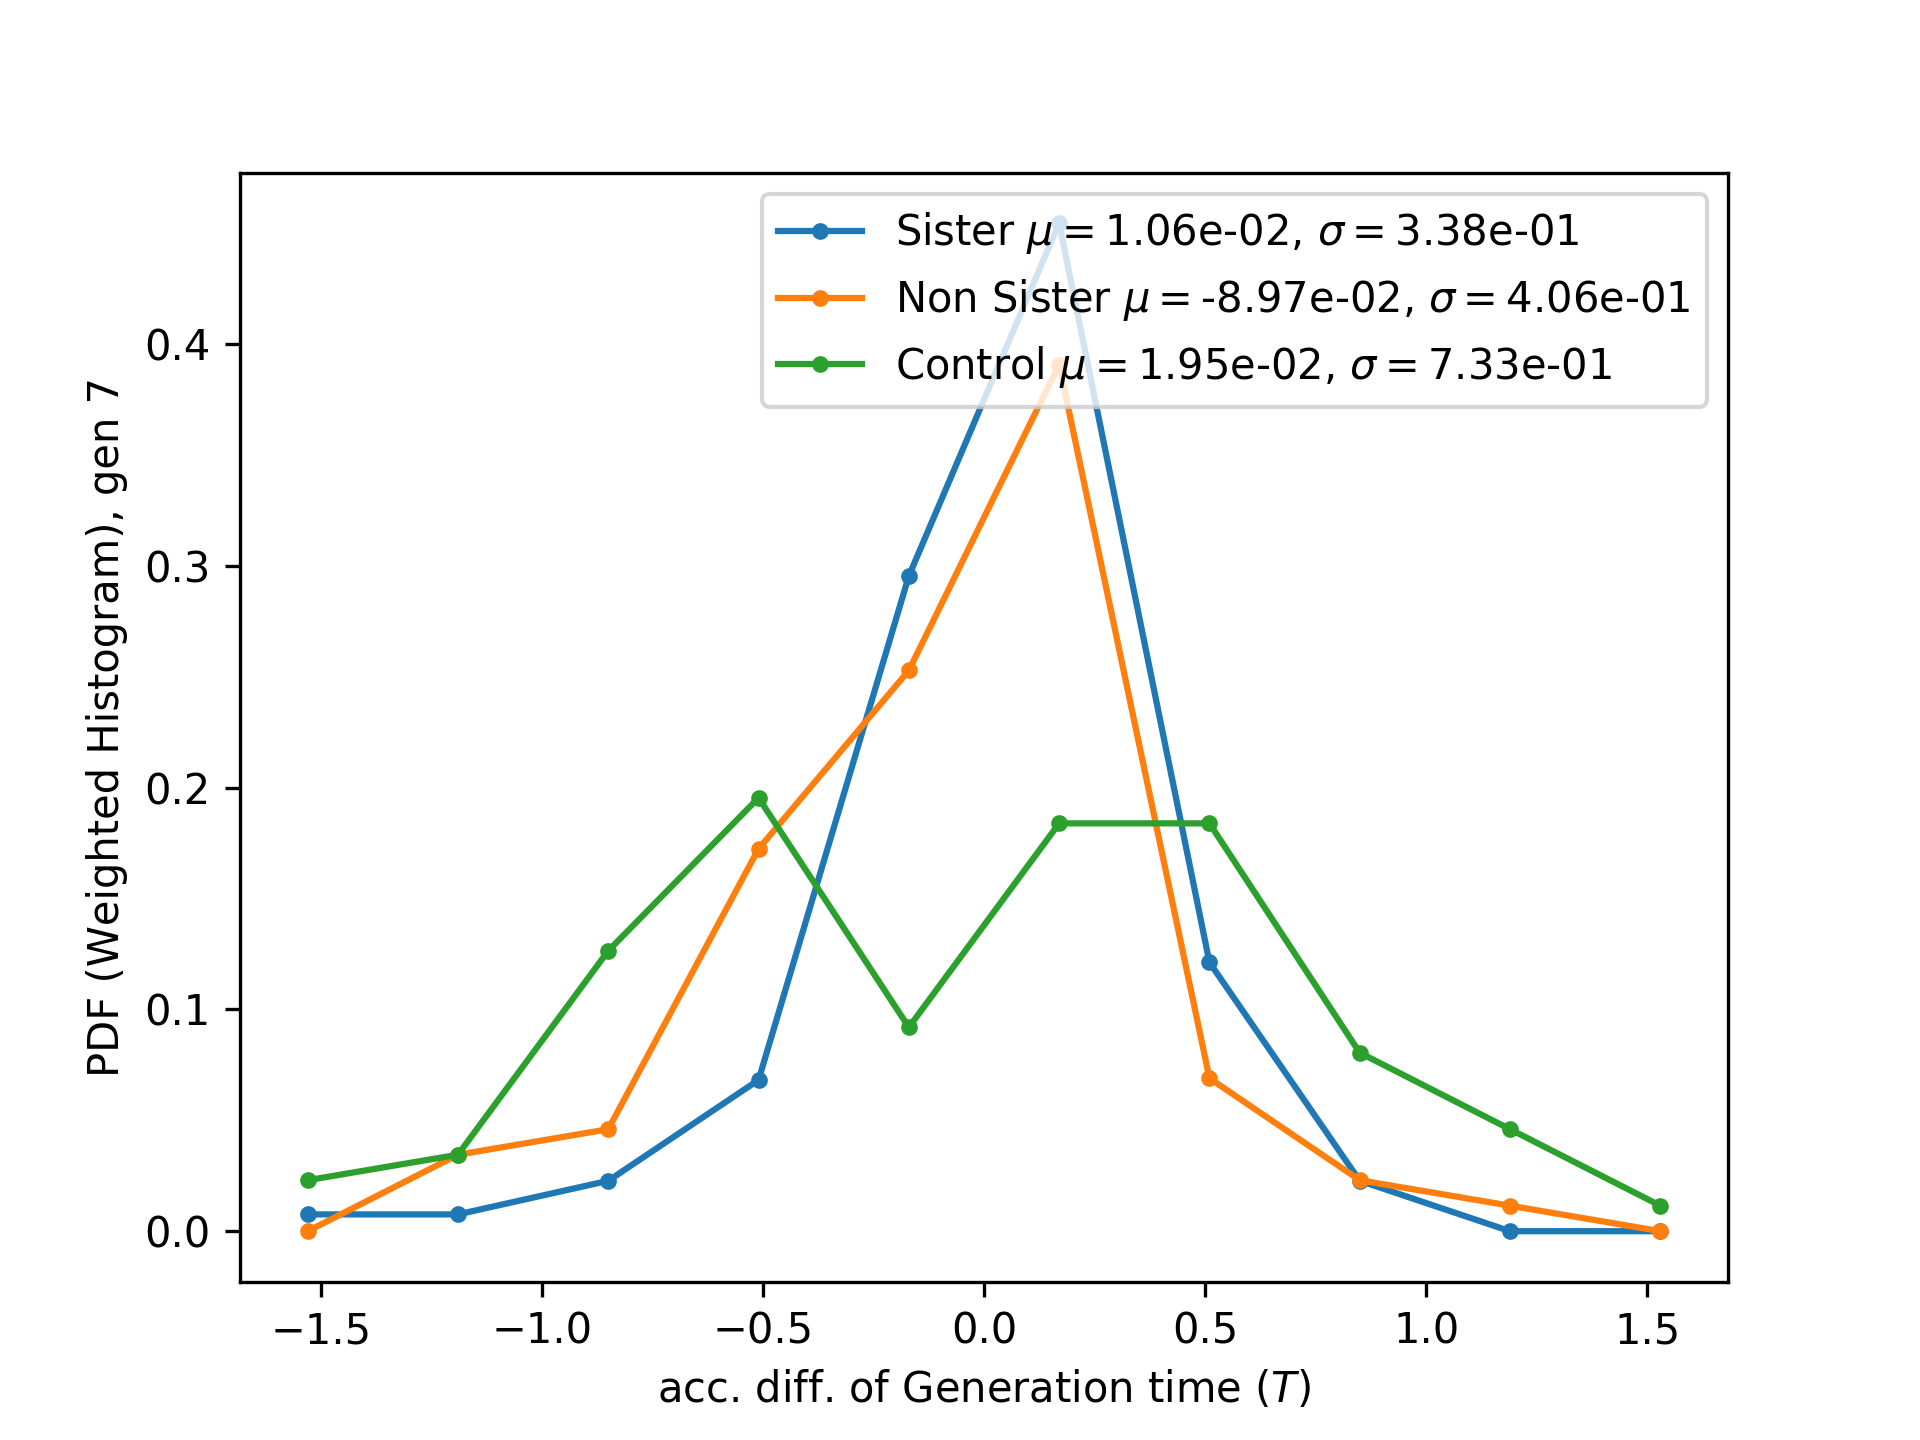 Sister μ = 1.06e-02, σ = 3.38e-01
Non Sister μ = -8.97e-02, σ = 4.06e-01
Control μ = 1.95e-02, σ = 7.33e-01
PDF (Weighted Histogram), gen 7
0.4
0.3
0.2
0.1
0.0
−1.5 −1.0 −0.5 0.0 0.5 1.0 1.5
acc. diff. of Generation time (T)